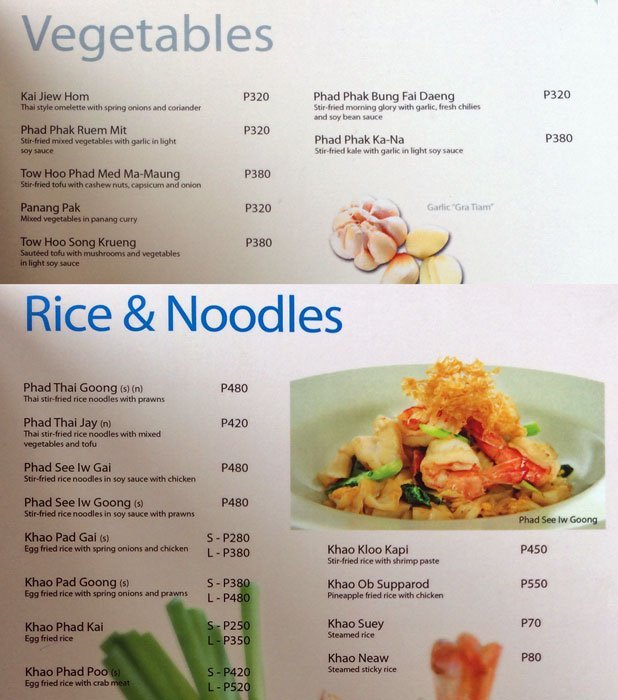 Vegetables
Kai Jiew Hom P320
Thai style omelette with spring onions and coriander
Phad Phak Ruem Mit P320
Stir-fried mixed vegetables with garlic in light
soy sauce
Tow Hoo Phad Med Ma-Maung P380
Stir-fried tofu with cashew nuts, capsicum and onion
Panang Pak P320
Mixed vegetables in panang curry
Tow Hoo Song Krueng P380
Sautéed tofu with mushrooms and vegetables
in light soy sauce
Phad Phak Bung Fai Daeng P320
Stir-fried morning glory with garlic, fresh chilies
and soy bean sauce
Phad Phak Ka-Na P380
Stir-fried kale with garlic in light soy sauce
Garlic "Gra Tiam"
Rice & Noodles
Phad Thai Goong (s) (n) P480
Thai stir-fried rice noodles with prawns
Phad Thai Jay (n) P420
Thai stir-fried rice noodles with mixed
vegetables and tofu
Phad See Iw Gai P480
Stir-fried rice noodles in soy sauce with chicken
Phad See Iw Goong (s) P480
Stir-fried rice noodles in soy sauce with prawns
Khao Pad Gai (s) S - P280
Egg fried rice with spring onions and chicken L - P380
Khao Pad Goong (s) S - P380
Egg fried rice with spring onions and prawns L - P480
Khao Phad Kai S - P250
Egg fried rice L - P350
Khao Phad Poo (s) S - P420
Egg fried rice with crab meat L - P520
Phad See Iw Goong
Khao Kloo Kapi P450
Stir-fried rice with shrimp paste
Khao Ob Supparod P550
Pineapple fried rice with chicken
Khao Suey P70
Steamed rice
Khao Neaw P80
Steamed sticky rice